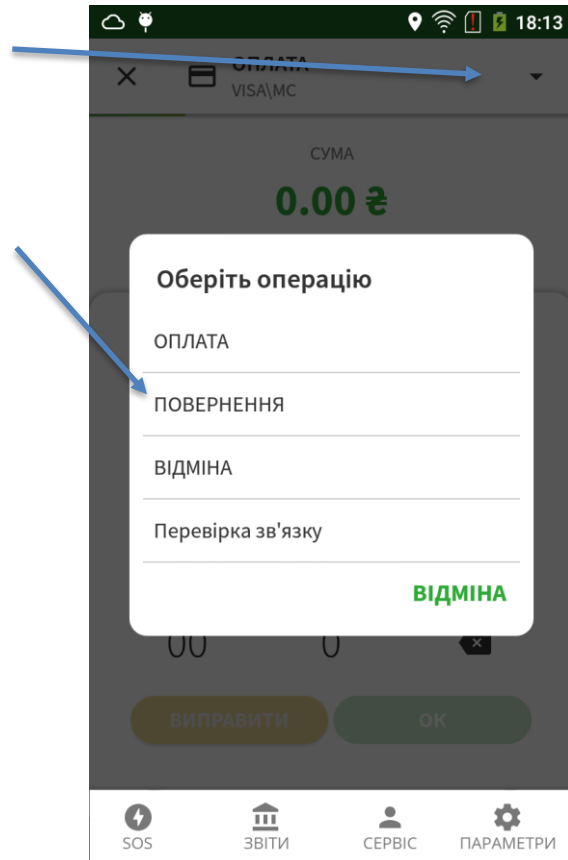 18:13
ОПЛАТА
VISA\MC
СУМА
0.00 ₴
Оберіть операцію
ОПЛАТА
ПОВЕРНЕННЯ
ВІДМІНА
Перевірка зв'язку
ВІДМІНА
00 0
ВИПРАВИТИ ОК
SOS ЗВІТИ СЕРВІС ПАРАМЕТРИ